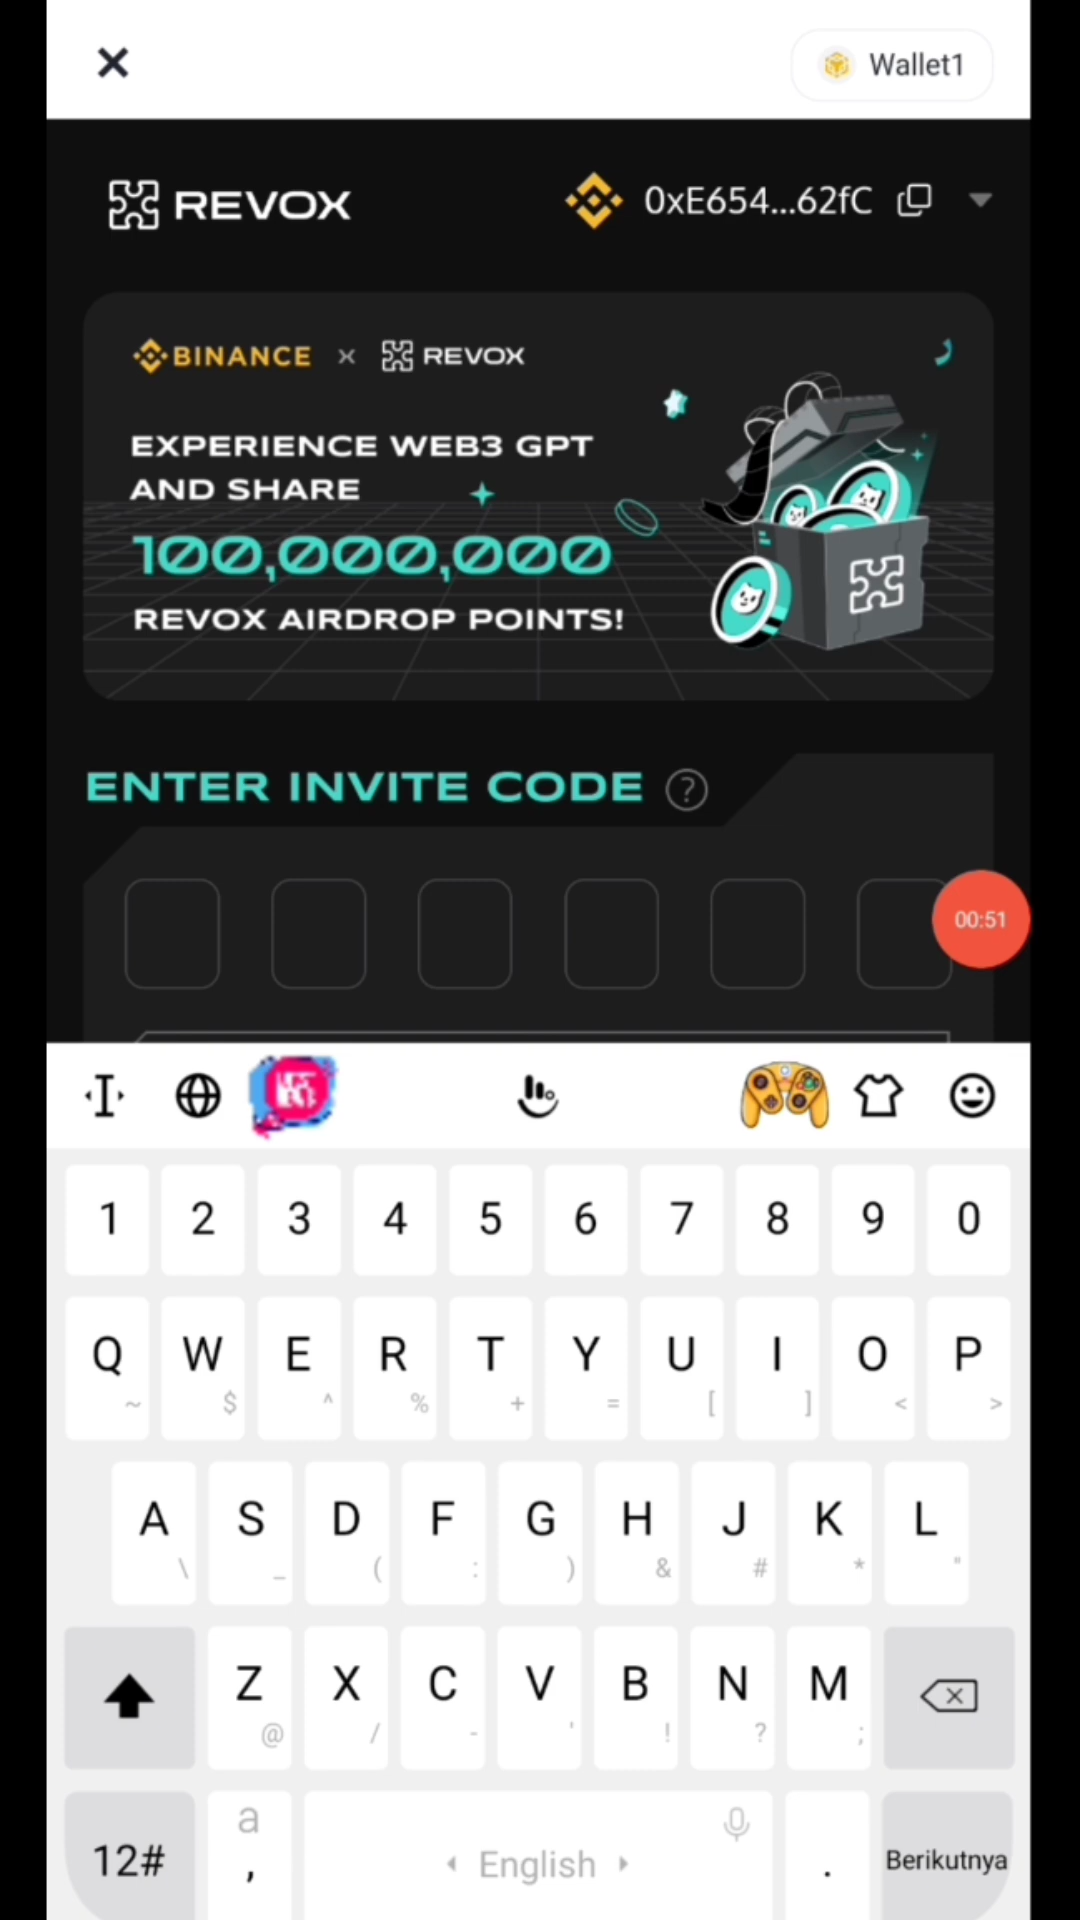 Wallet1
REVOX
0xE654...62fC
BINANCE x REVOX
EXPERIENCE WEB3 GPT
AND SHARE
100,000,000
REVOX AIRDROP POINTS!
ENTER INVITE CODE ?
00:51
1 2 3 4 5 6 7 8 9 0
Q W E R T Y U I O P
~ $ ^ % + = [ ] < >
A S D F G H J K L
\ _ ( : ) & # * "
Z X C V B N M
@ / - ' ! ? ;
12# a , English . Berikutnya